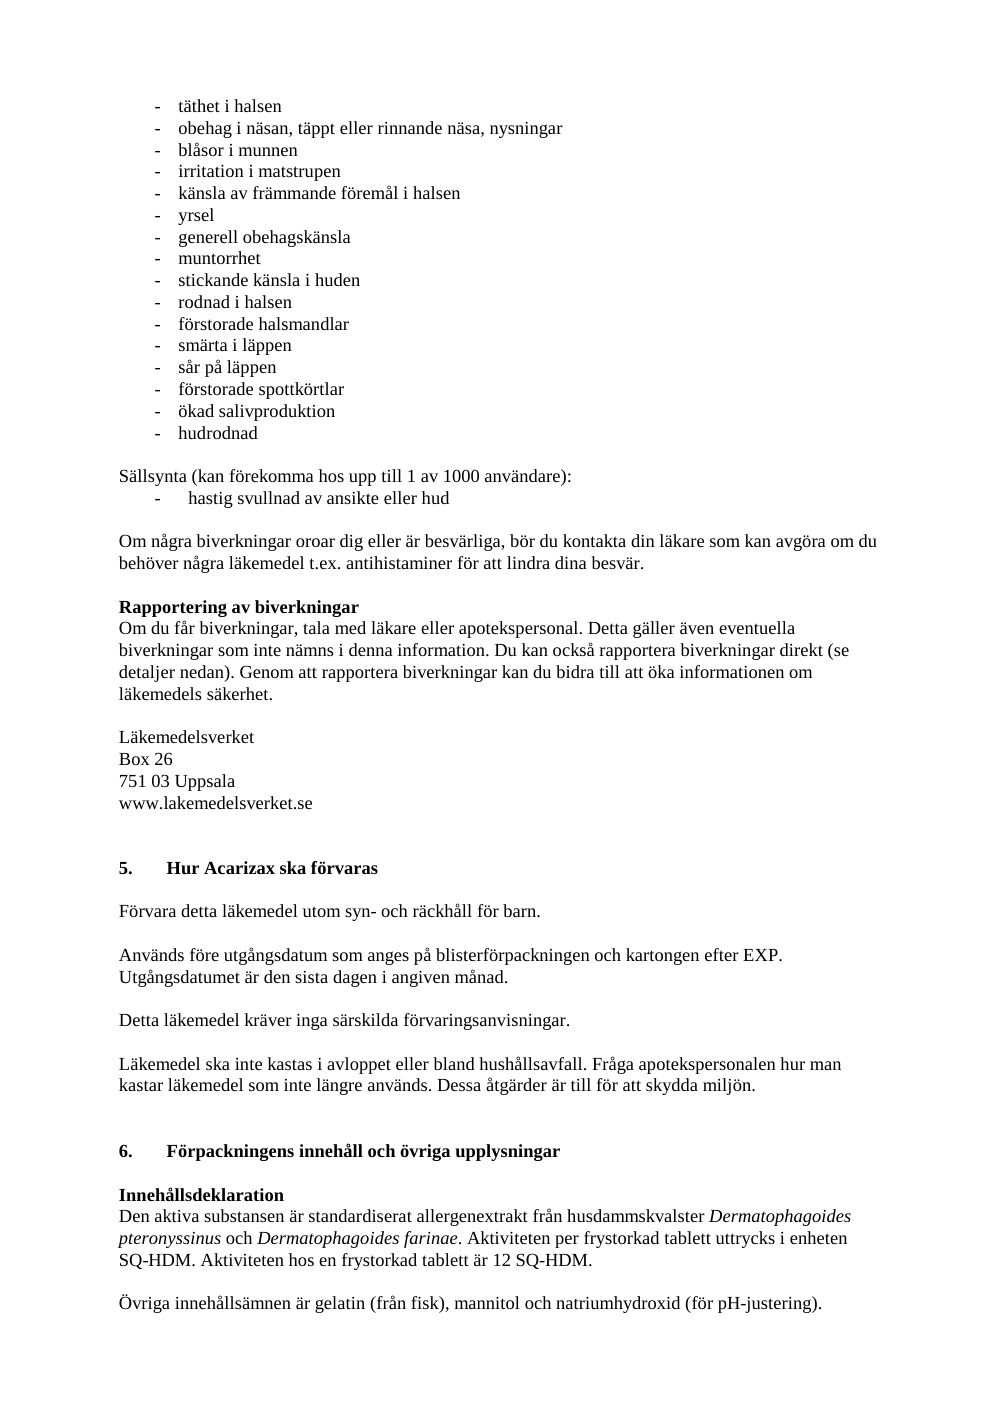 - täthet i halsen
- obehag i näsan, täppt eller rinnande näsa, nysningar
- blåsor i munnen
- irritation i matstrupen
- känsla av främmande föremål i halsen
- yrsel
- generell obehagskänsla
- muntorrhet
- stickande känsla i huden
- rodnad i halsen
- förstorade halsmandlar
- smärta i läppen
- sår på läppen
- förstorade spottkörtlar
- ökad salivproduktion
- hudrodnad
Sällsynta (kan förekomma hos upp till 1 av 1000 användare):
- hastig svullnad av ansikte eller hud
Om några biverkningar oroar dig eller är besvärliga, bör du kontakta din läkare som kan avgöra om du
behöver några läkemedel t.ex. antihistaminer för att lindra dina besvär.
Rapportering av biverkningar
Om du får biverkningar, tala med läkare eller apotekspersonal. Detta gäller även eventuella
biverkningar som inte nämns i denna information. Du kan också rapportera biverkningar direkt (se
detaljer nedan). Genom att rapportera biverkningar kan du bidra till att öka informationen om
läkemedels säkerhet.
Läkemedelsverket
Box 26
751 03 Uppsala
www.lakemedelsverket.se
5. Hur Acarizax ska förvaras
Förvara detta läkemedel utom syn- och räckhåll för barn.
Används före utgångsdatum som anges på blisterförpackningen och kartongen efter EXP.
Utgångsdatumet är den sista dagen i angiven månad.
Detta läkemedel kräver inga särskilda förvaringsanvisningar.
Läkemedel ska inte kastas i avloppet eller bland hushållsavfall. Fråga apotekspersonalen hur man
kastar läkemedel som inte längre används. Dessa åtgärder är till för att skydda miljön.
6. Förpackningens innehåll och övriga upplysningar
Innehållsdeklaration
Den aktiva substansen är standardiserat allergenextrakt från husdammskvalster Dermatophagoides
pteronyssinus och Dermatophagoides farinae. Aktiviteten per frystorkad tablett uttrycks i enheten
SQ-HDM. Aktiviteten hos en frystorkad tablett är 12 SQ-HDM.
Övriga innehållsämnen är gelatin (från fisk), mannitol och natriumhydroxid (för pH-justering).